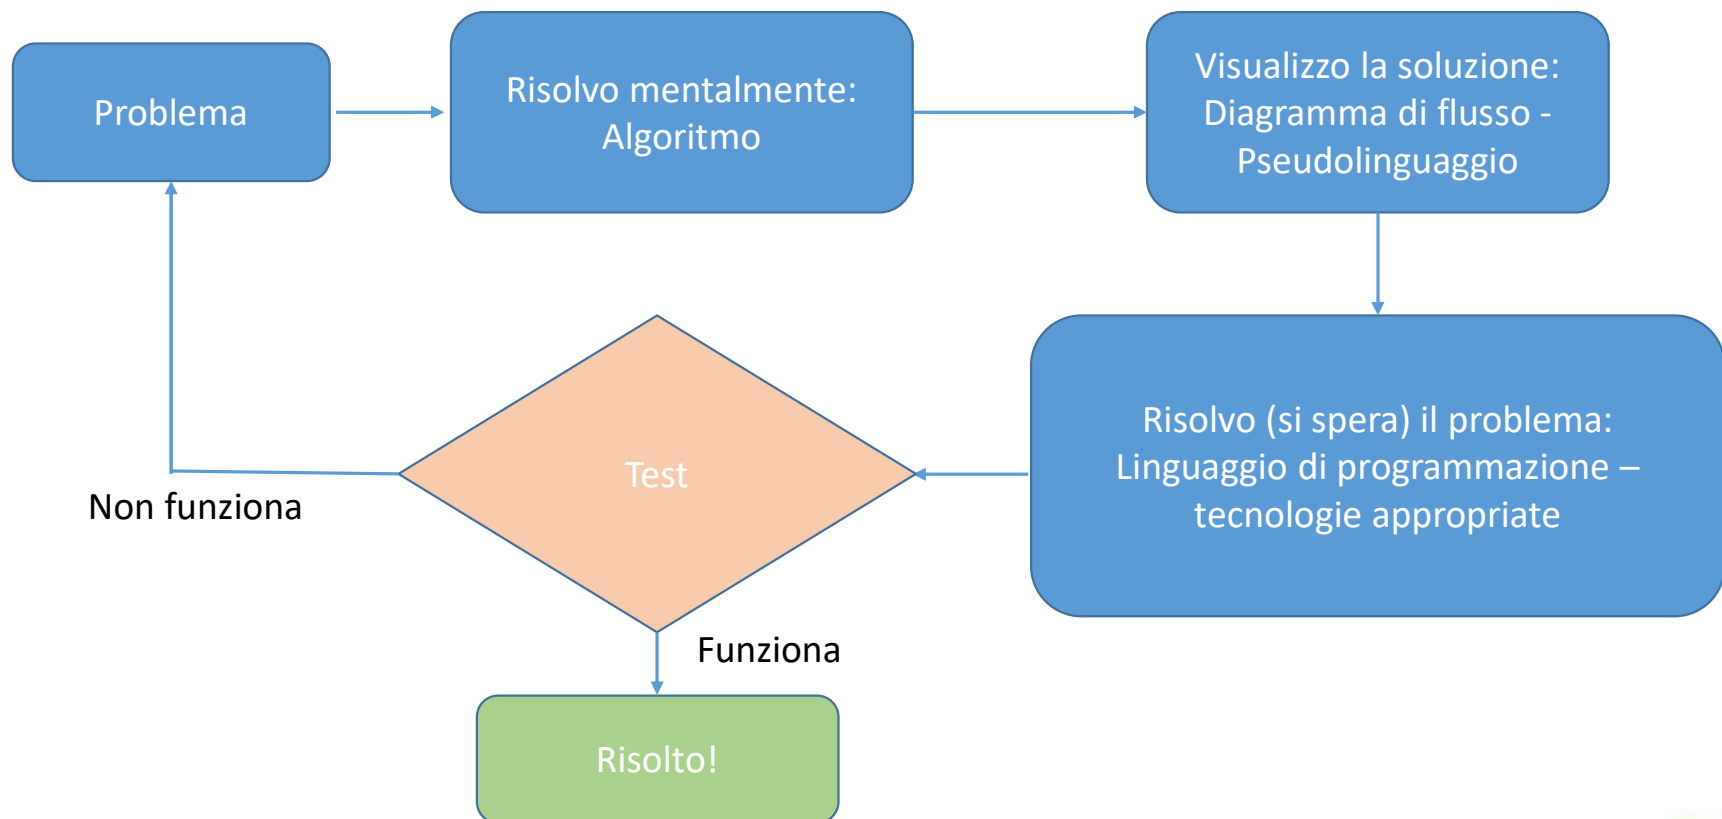 Problema
Risolvo mentalmente:
Algoritmo
Visualizzo la soluzione:
Diagramma di flusso -
Pseudolinguaggio
Risolvo (si spera) il problema:
Linguaggio di programmazione –
tecnologie appropriate
Test
Non funziona
Funziona
Risolto!